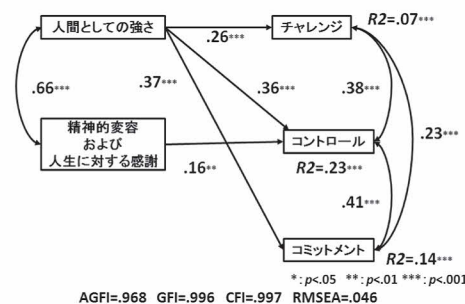 人間としての強さ
.26***
チャレンジ
R2=.07***
.66***
.37***
.36***
.38***
精神的変容
および
人生に対する感謝
.16**
コントロール
R2=.23***
.23***
.41***
コミットメント
R2=.14***
*: p<.05 **: p<.01 ***: p<.001
AGFI=.968 GFI=.996 CFI=.997 RMSEA=.046